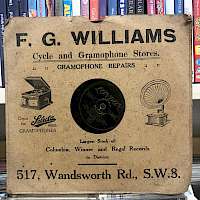 F. G. WILLIAMS
Cycle and Gramophone Stores.
GRAMOPHONE REPAIRS
GRAMOPHONES
Largest Stock of
Columbia, Winner and Regal Records
in District
517, Wandsworth Rd., S.W.8.